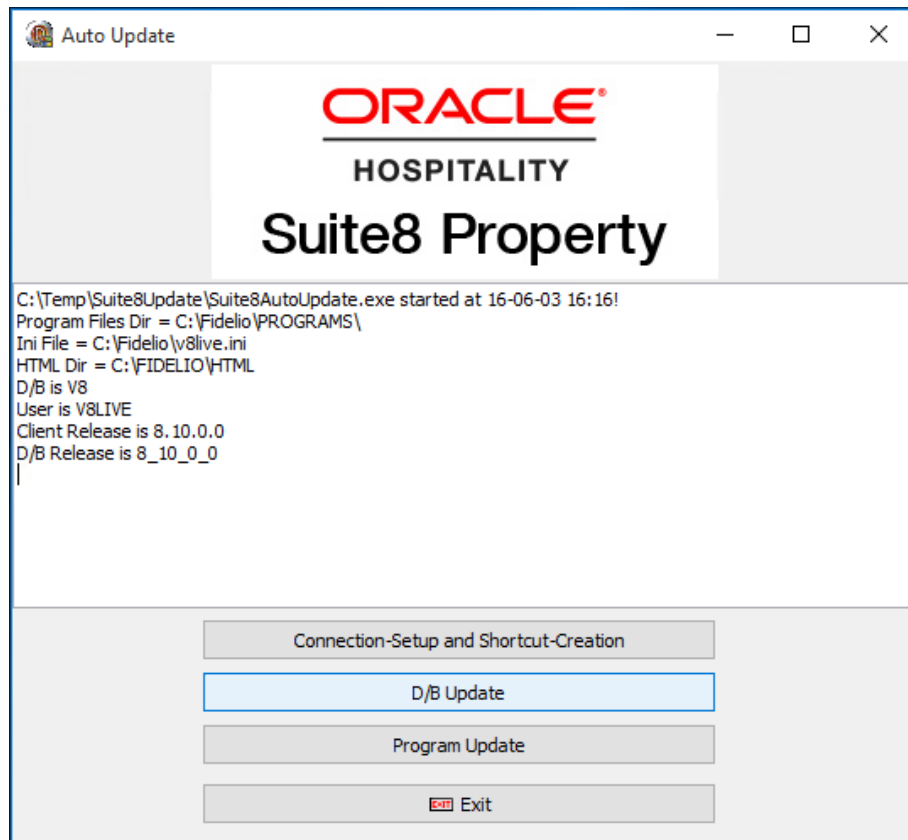 Auto Update
ORACLE®
HOSPITALITY
Suite8 Property
C:\Temp\Suite8Update\Suite8AutoUpdate.exe started at 16-06-03 16:16!
Program Files Dir = C:\Fidelio\PROGRAMS\
Ini File = C:\Fidelio\v8live.ini
HTML Dir = C:\FIDELIO\HTML
D/B is V8
User is V8LIVE
Client Release is 8.10.0.0
D/B Release is 8_10_0_0
Connection-Setup and Shortcut-Creation
D/B Update
Program Update
EXIT Exit